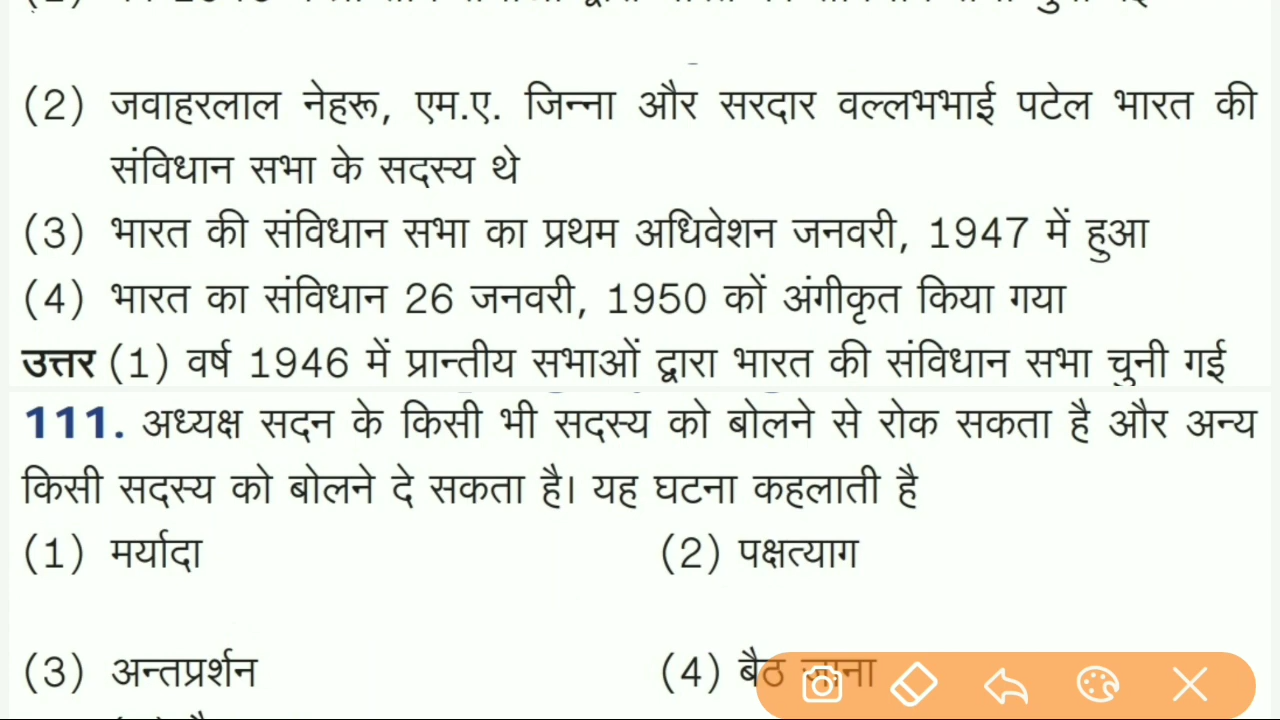 (2) जवाहरलाल नेहरू, एम.ए. जिन्ना और सरदार वल्लभभाई पटेल भारत की
संविधान सभा के सदस्य थे
(3) भारत की संविधान सभा का प्रथम अधिवेशन जनवरी, 1947 में हुआ
(4) भारत का संविधान 26 जनवरी, 1950 कों अंगीकृत किया गया
उत्तर (1) वर्ष 1946 में प्रान्तीय सभाओं द्वारा भारत की संविधान सभा चुनी गई
111. अध्यक्ष सदन के किसी भी सदस्य को बोलने से रोक सकता है और अन्य
किसी सदस्य को बोलने दे सकता है। यह घटना कहलाती है
(1) मर्यादा (2) पक्षत्याग
(3) अन्तप्रर्शन (4) बैठ जाना